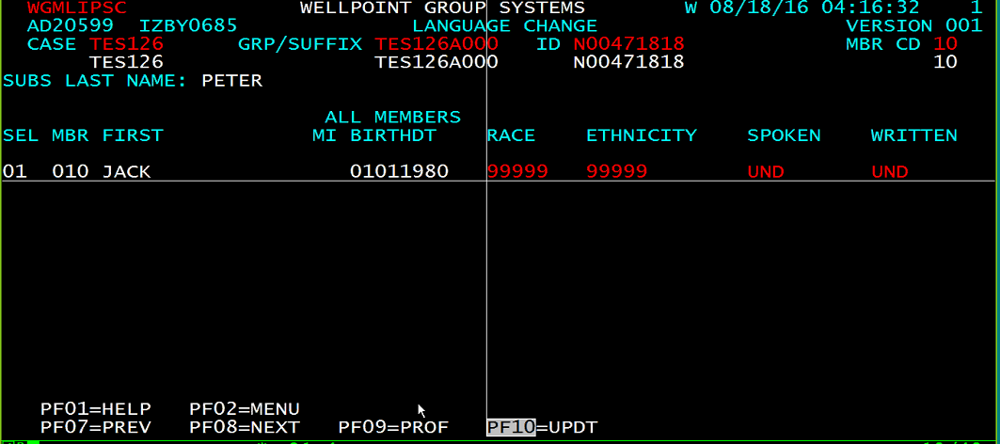 WGMLIPSC WELLPOINT GROUP SYSTEMS W 08/18/16 04:16:32 1
AD20599 IZBY0685 LANGUAGE CHANGE VERSION 001
CASE TES126 GRP/SUFFIX TES126A000 ID N00471818 MBR CD 10
TES126 TES126A000 N00471818 10
SUBS LAST NAME: PETER
ALL MEMBERS
SEL MBR FIRST MI BIRTHDT RACE ETHNICITY SPOKEN WRITTEN
01 010 JACK 01011980 99999 99999 UND UND
PF01=HELP PF02=MENU
PF07=PREV PF08=NEXT PF09=PROF PF10=UPDT